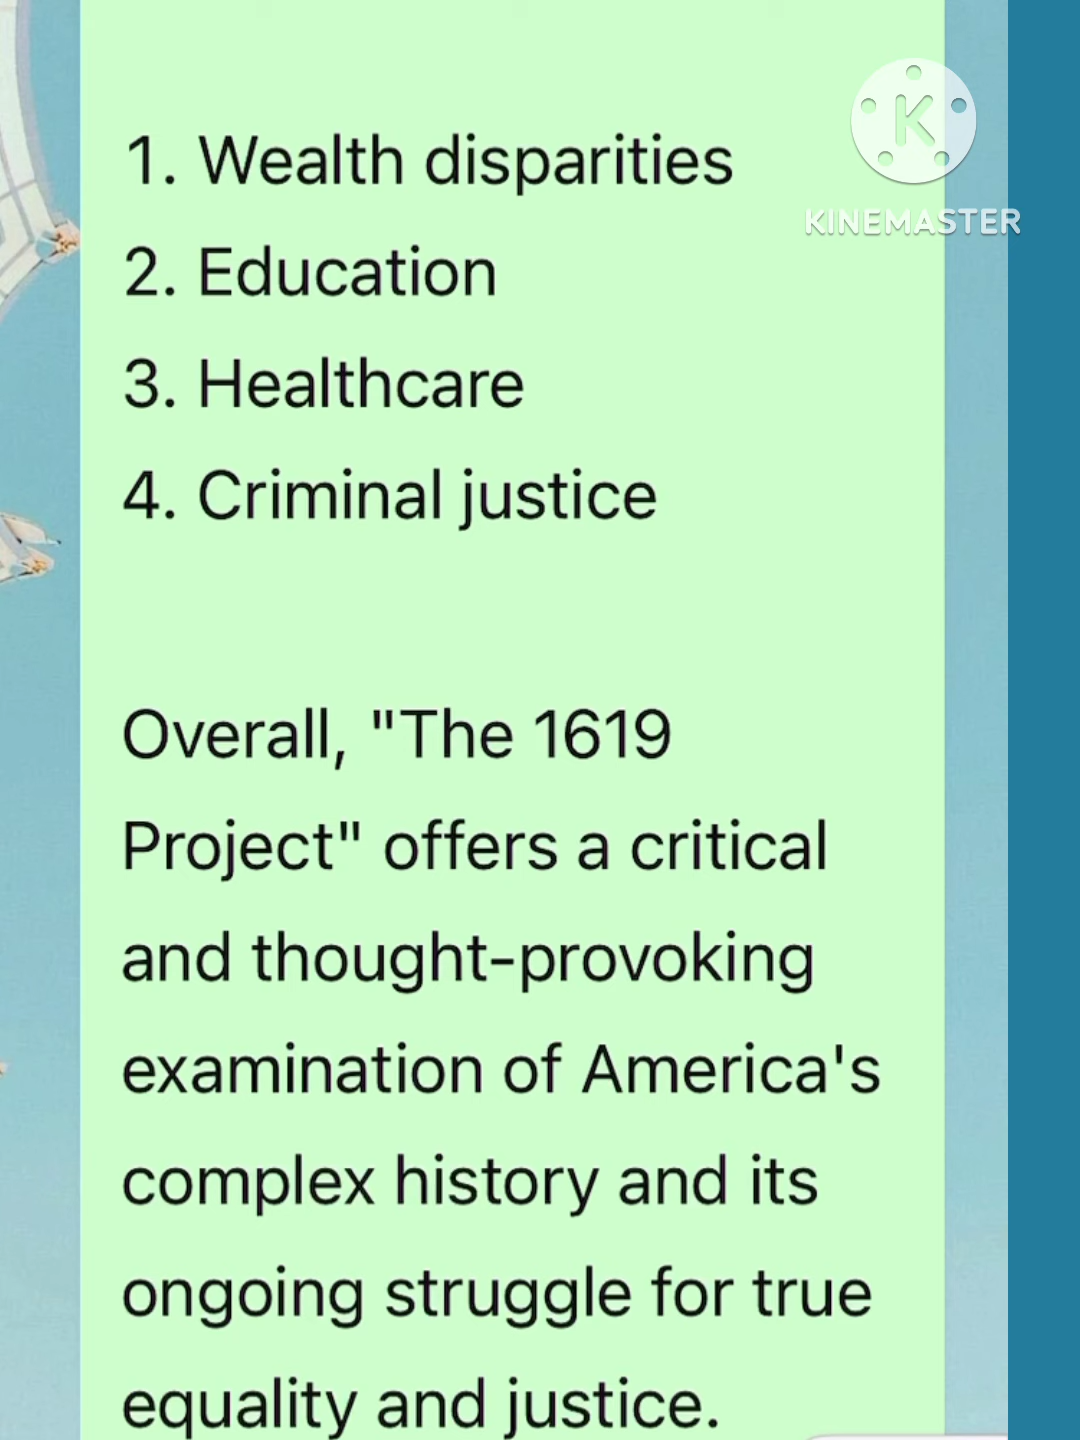 K
KINEMASTER
1. Wealth disparities
2. Education
3. Healthcare
4. Criminal justice
Overall, "The 1619
Project" offers a critical
and thought-provoking
examination of America's
complex history and its
ongoing struggle for true
equality and justice.